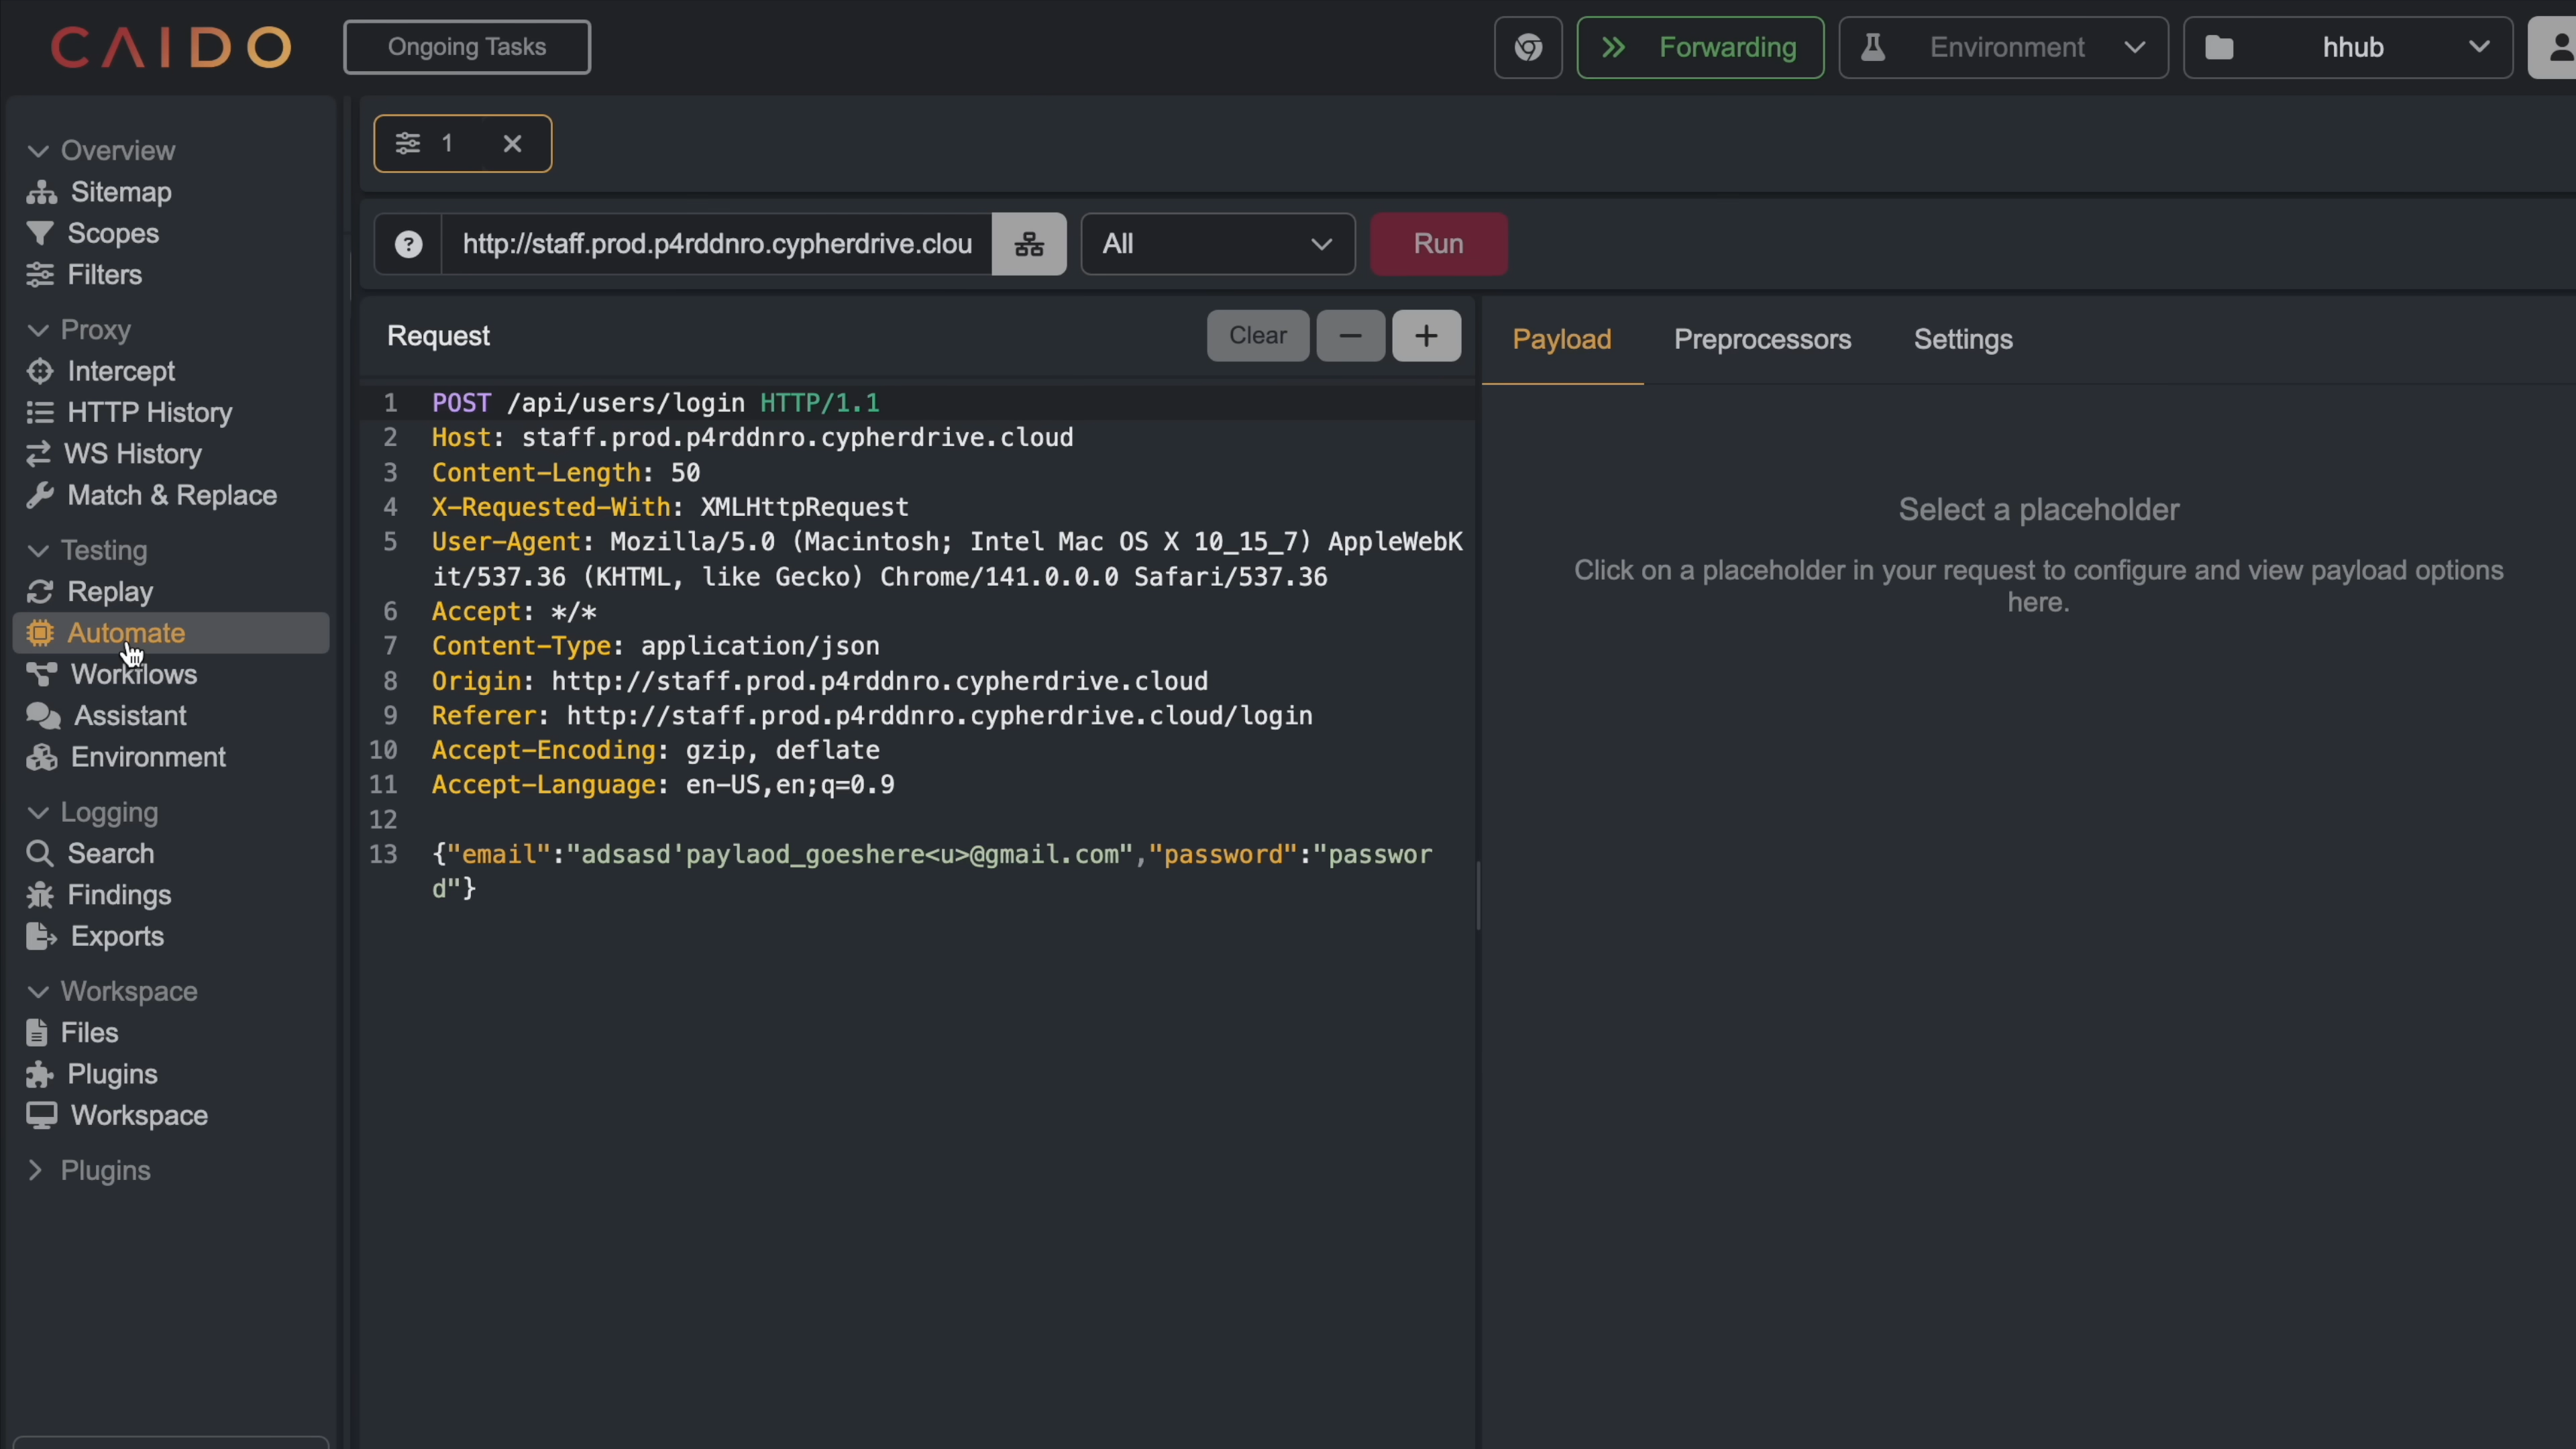 CAIDO
Ongoing Tasks
Forwarding
Environment
hhub
Overview
Sitemap
Scopes
Filters
Proxy
Intercept
HTTP History
WS History
Match & Replace
Testing
Replay
Automate
Workflows
Assistant
Environment
Logging
Search
Findings
Exports
Workspace
Files
Plugins
Workspace
Plugins
1
http://staff.prod.p4rddnro.cypherdrive.clou
All
Run
Request
Clear
Payload
Preprocessors
Settings
1 POST /api/users/login HTTP/1.1
2 Host: staff.prod.p4rddnro.cypherdrive.cloud
3 Content-Length: 50
4 X-Requested-With: XMLHttpRequest
5 User-Agent: Mozilla/5.0 (Macintosh; Intel Mac OS X 10_15_7) AppleWebK
it/537.36 (KHTML, like Gecko) Chrome/141.0.0.0 Safari/537.36
6 Accept: */*
7 Content-Type: application/json
8 Origin: http://staff.prod.p4rddnro.cypherdrive.cloud
9 Referer: http://staff.prod.p4rddnro.cypherdrive.cloud/login
10 Accept-Encoding: gzip, deflate
11 Accept-Language: en-US,en;q=0.9
12
13 {"email":"adsasd'paylaod_goeshere<u>@gmail.com","password":"passwor
d"}
Select a placeholder
Click on a placeholder in your request to configure and view payload options
here.